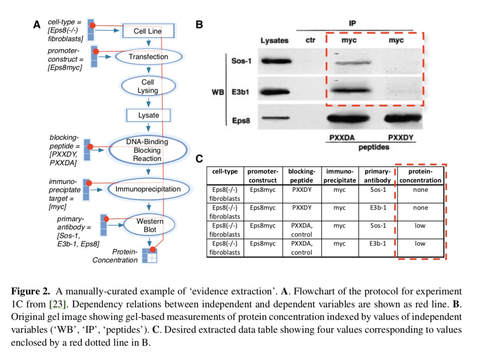 A
cell-type =
[Eps8(-/-)
fibroblasts]
promoter-
construct =
[Eps8myc]
blocking-
peptide =
[PXXDY,
PXXDA]
immuno-
preciptate
target =
[myc]
primary-
antibody =
[Sos-1,
E3b-1, Eps8]
Cell Line
Transfection
Cell
Lysing
Lysate
DNA-Binding
Blocking
Reaction
Immunoprecipitation
Western
Blot
Protein-
Concentration
B
IP
Lysates ctr myc myc
Sos-1
WB E3b1
Eps8
PXXDA PXXDY
peptides
C
cell-type promoter-construct blocking-peptide immuno-precipitate primary-antibody protein-concentration
Eps8(-/-) fibroblasts Eps8myc PXXDY myc Sos-1 none
Eps8(-/-) fibroblasts Eps8myc PXXDY myc E3b-1 none
Eps8(-/-) fibroblasts Eps8myc PXXDA, control myc Sos-1 low
Eps8(-/-) fibroblasts Eps8myc PXXDA, control myc E3b-1 low
Figure 2. A manually-curated example of 'evidence extraction'. A. Flowchart of the protocol for experiment
1C from [23]. Dependency relations between independent and dependent variables are shown as red line. B.
Original gel image showing gel-based measurements of protein concentration indexed by values of independent
variables ('WB', 'IP', 'peptides'). C. Desired extracted data table showing four values corresponding to values
enclosed by a red dotted line in B.